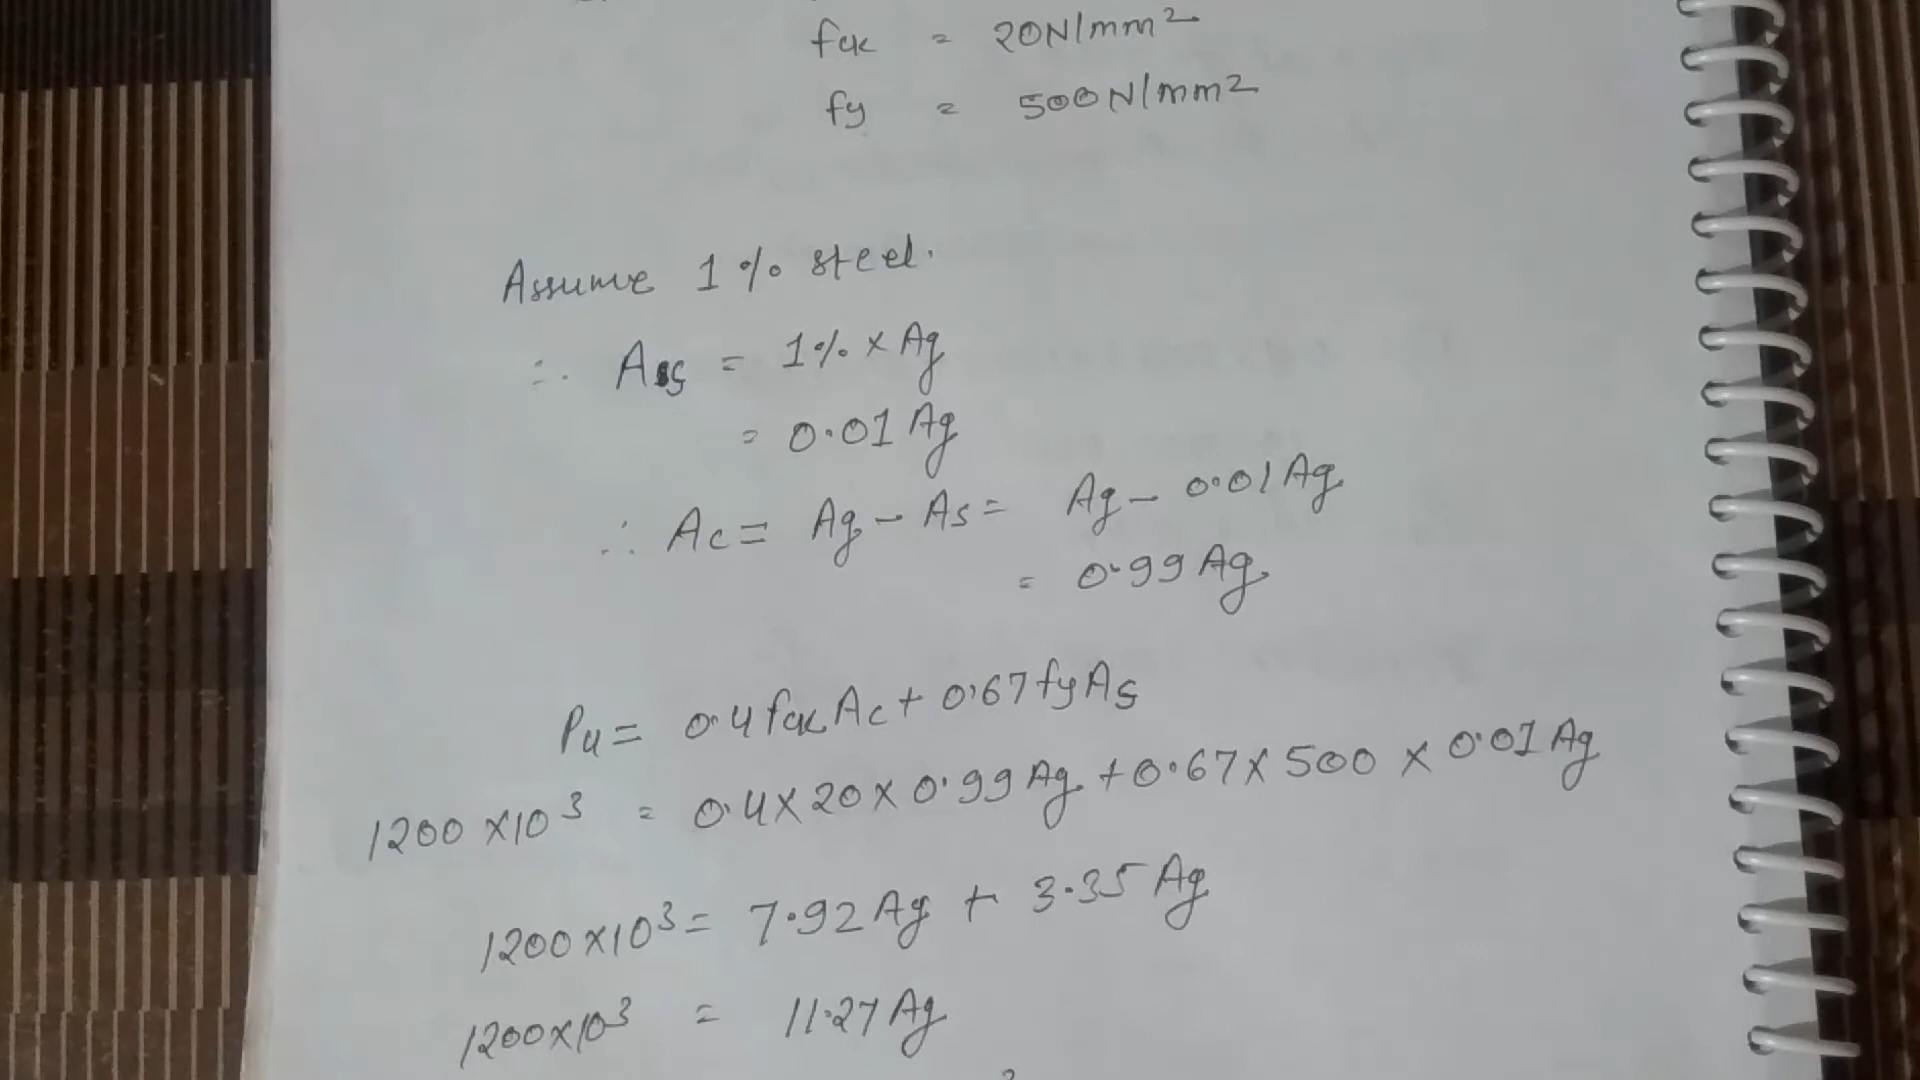 fck = 20N/mm²
fy = 500N/mm²
Assume 1% steel.
∴ Ass = 1% × Ag
= 0.01 Ag
∴ Ac = Ag - As = Ag - 0.01 Ag
= 0.99 Ag
Pu = 0.4 fck Ac + 0.67 fy As
1200 × 10³ = 0.4 × 20 × 0.99 Ag + 0.67 × 500 × 0.01 Ag
1200 × 10³ = 7.92 Ag + 3.35 Ag
1200 × 10³ = 11.27 Ag